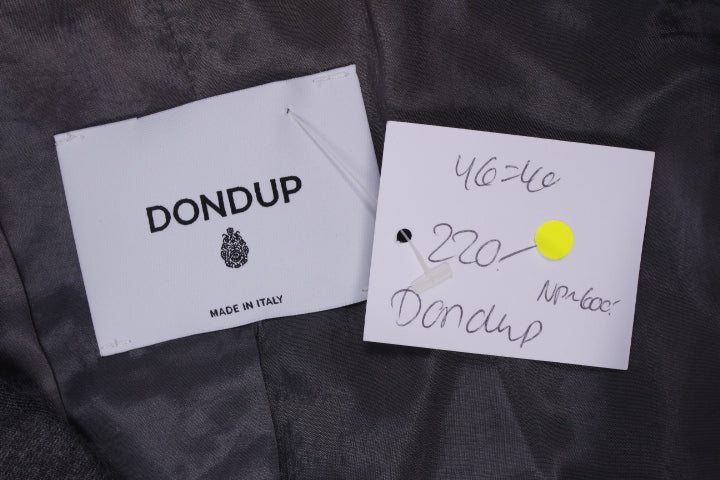 DONDUP
MADE IN ITALY
46=40
220.-
Dondup
NP~600.-